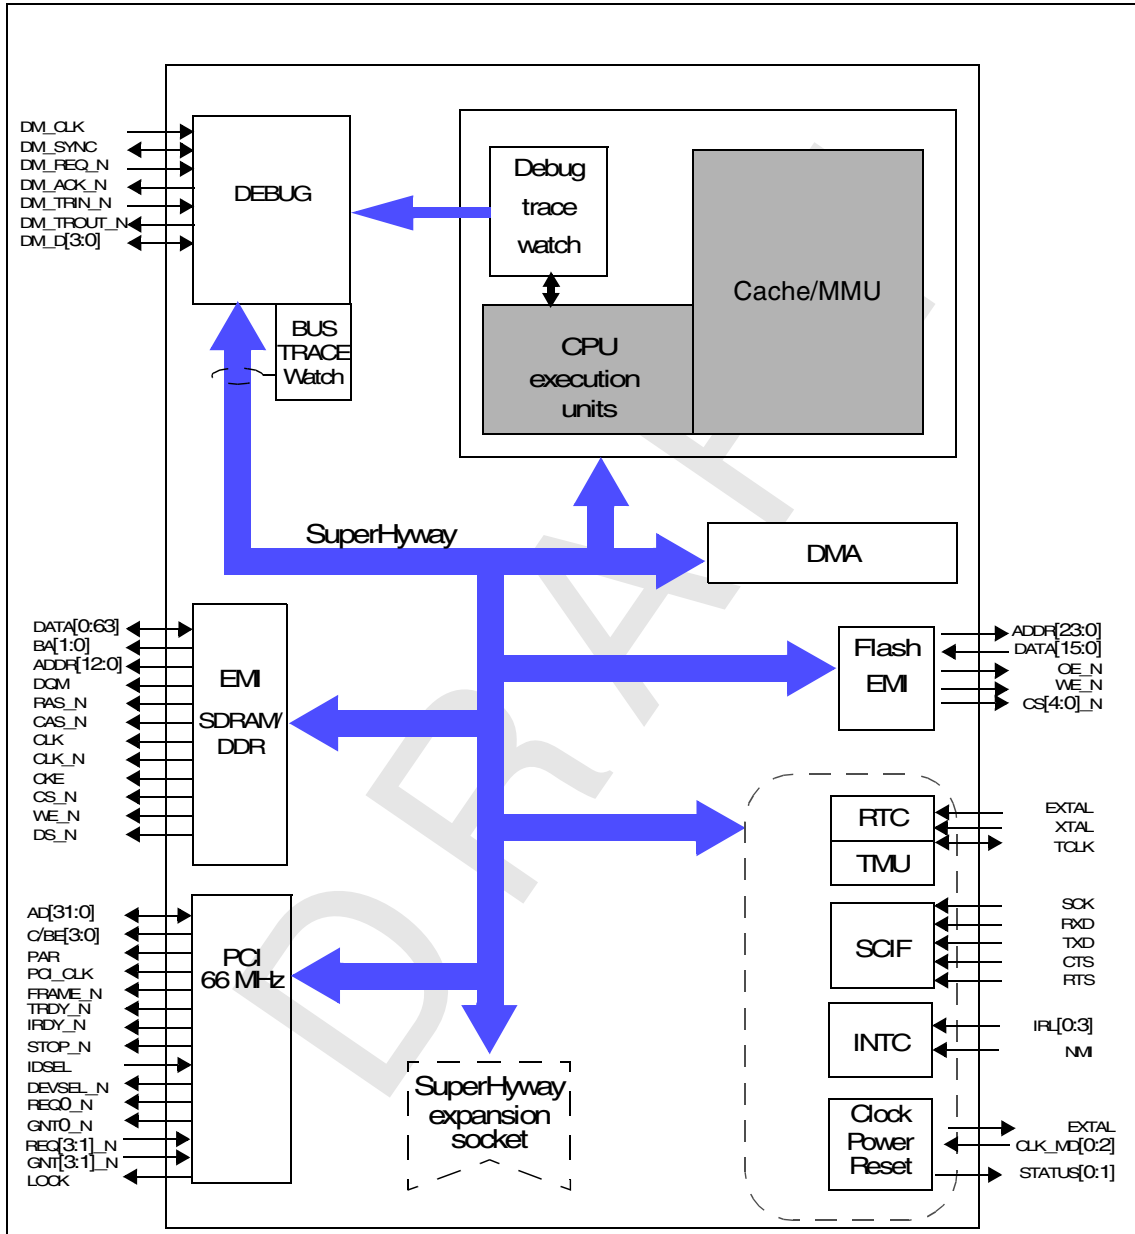 DM_CLK
DM_SYNC
DM_REQ_N
DM_ACK_N
DM_TRIN_N
DM_TROUT_N
DM_D[3:0]
DEBUG
BUS
TRACE
Watch
Debug
trace
watch
CPU
execution
units
Cache/MMU
SuperHyway
DMA
DATA[0:63]
BA[1:0]
ADDR[12:0]
DQM
RAS_N
CAS_N
CLK
CLK_N
CKE
CS_N
WE_N
DS_N
EMI
SDRAM/
DDR
Flash
EMI
ADDR[23:0]
DATA[15:0]
OE_N
WE_N
CS[4:0]_N
RTC
TMU
EXTAL
XTAL
TCLK
SCIF
SCK
RXD
TXD
CTS
RTS
INTC
IRL[0:3]
NMI
Clock
Power
Reset
EXTAL
CLK_MD[0:2]
STATUS[0:1]
AD[31:0]
C/BE[3:0]
PAR
PCI_CLK
FRAME_N
TRDY_N
IRDY_N
STOP_N
IDSEL
DEVSEL_N
REQ0_N
GNT0_N
REQ[3:1]_N
GNT[3:1]_N
LOCK
PCI
66 MHz
SuperHyway
expansion
socket
DRAFT